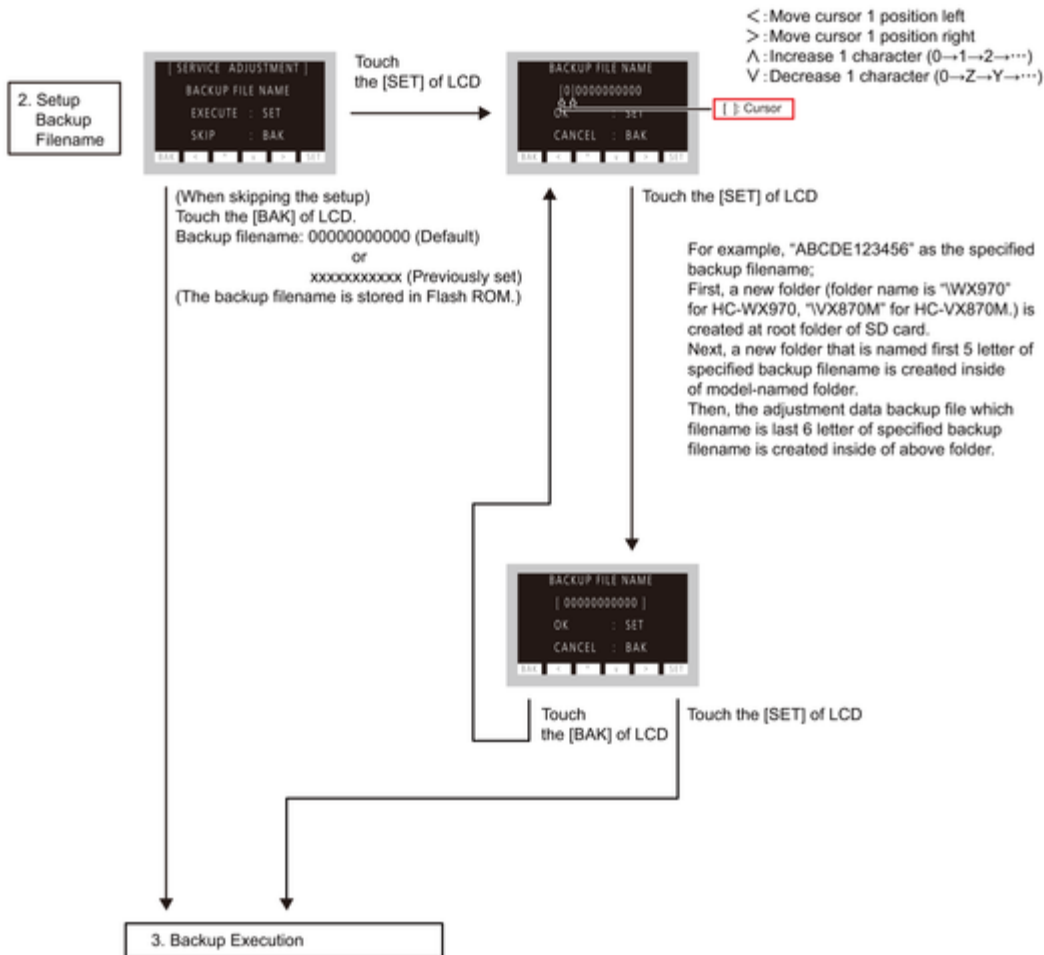 <:Move cursor 1 position left
>:Move cursor 1 position right
∧:Increase 1 character (0→1→2→⋯)
∨:Decrease 1 character (0→Z→Y→⋯)
2. Setup
Backup
Filename
[ SERVICE ADJUSTMENT ]
BACKUP FILE NAME
EXECUTE : SET
SKIP : BAK
BAK < ^ v > SET
Touch
the [SET] of LCD
BACKUP FILE NAME
[0]0000000000
OK : SET
CANCEL : BAK
BAK < ^ v > SET
[ ]: Cursor
(When skipping the setup)
Touch the [BAK] of LCD.
Backup filename: 00000000000 (Default)
or
xxxxxxxxxxx (Previously set)
(The backup filename is stored in Flash ROM.)
Touch the [SET] of LCD
For example, “ABCDE123456” as the specified
backup filename;
First, a new folder (folder name is “\WX970”
for HC-WX970, “\VX870M” for HC-VX870M.) is
created at root folder of SD card.
Next, a new folder that is named first 5 letter of
specified backup filename is created inside
of model-named folder.
Then, the adjustment data backup file which
filename is last 6 letter of specified backup
filename is created inside of above folder.
BACKUP FILE NAME
[ 00000000000 ]
OK : SET
CANCEL : BAK
BAK < ^ v > SET
Touch
the [BAK] of LCD
Touch the [SET] of LCD
3. Backup Execution